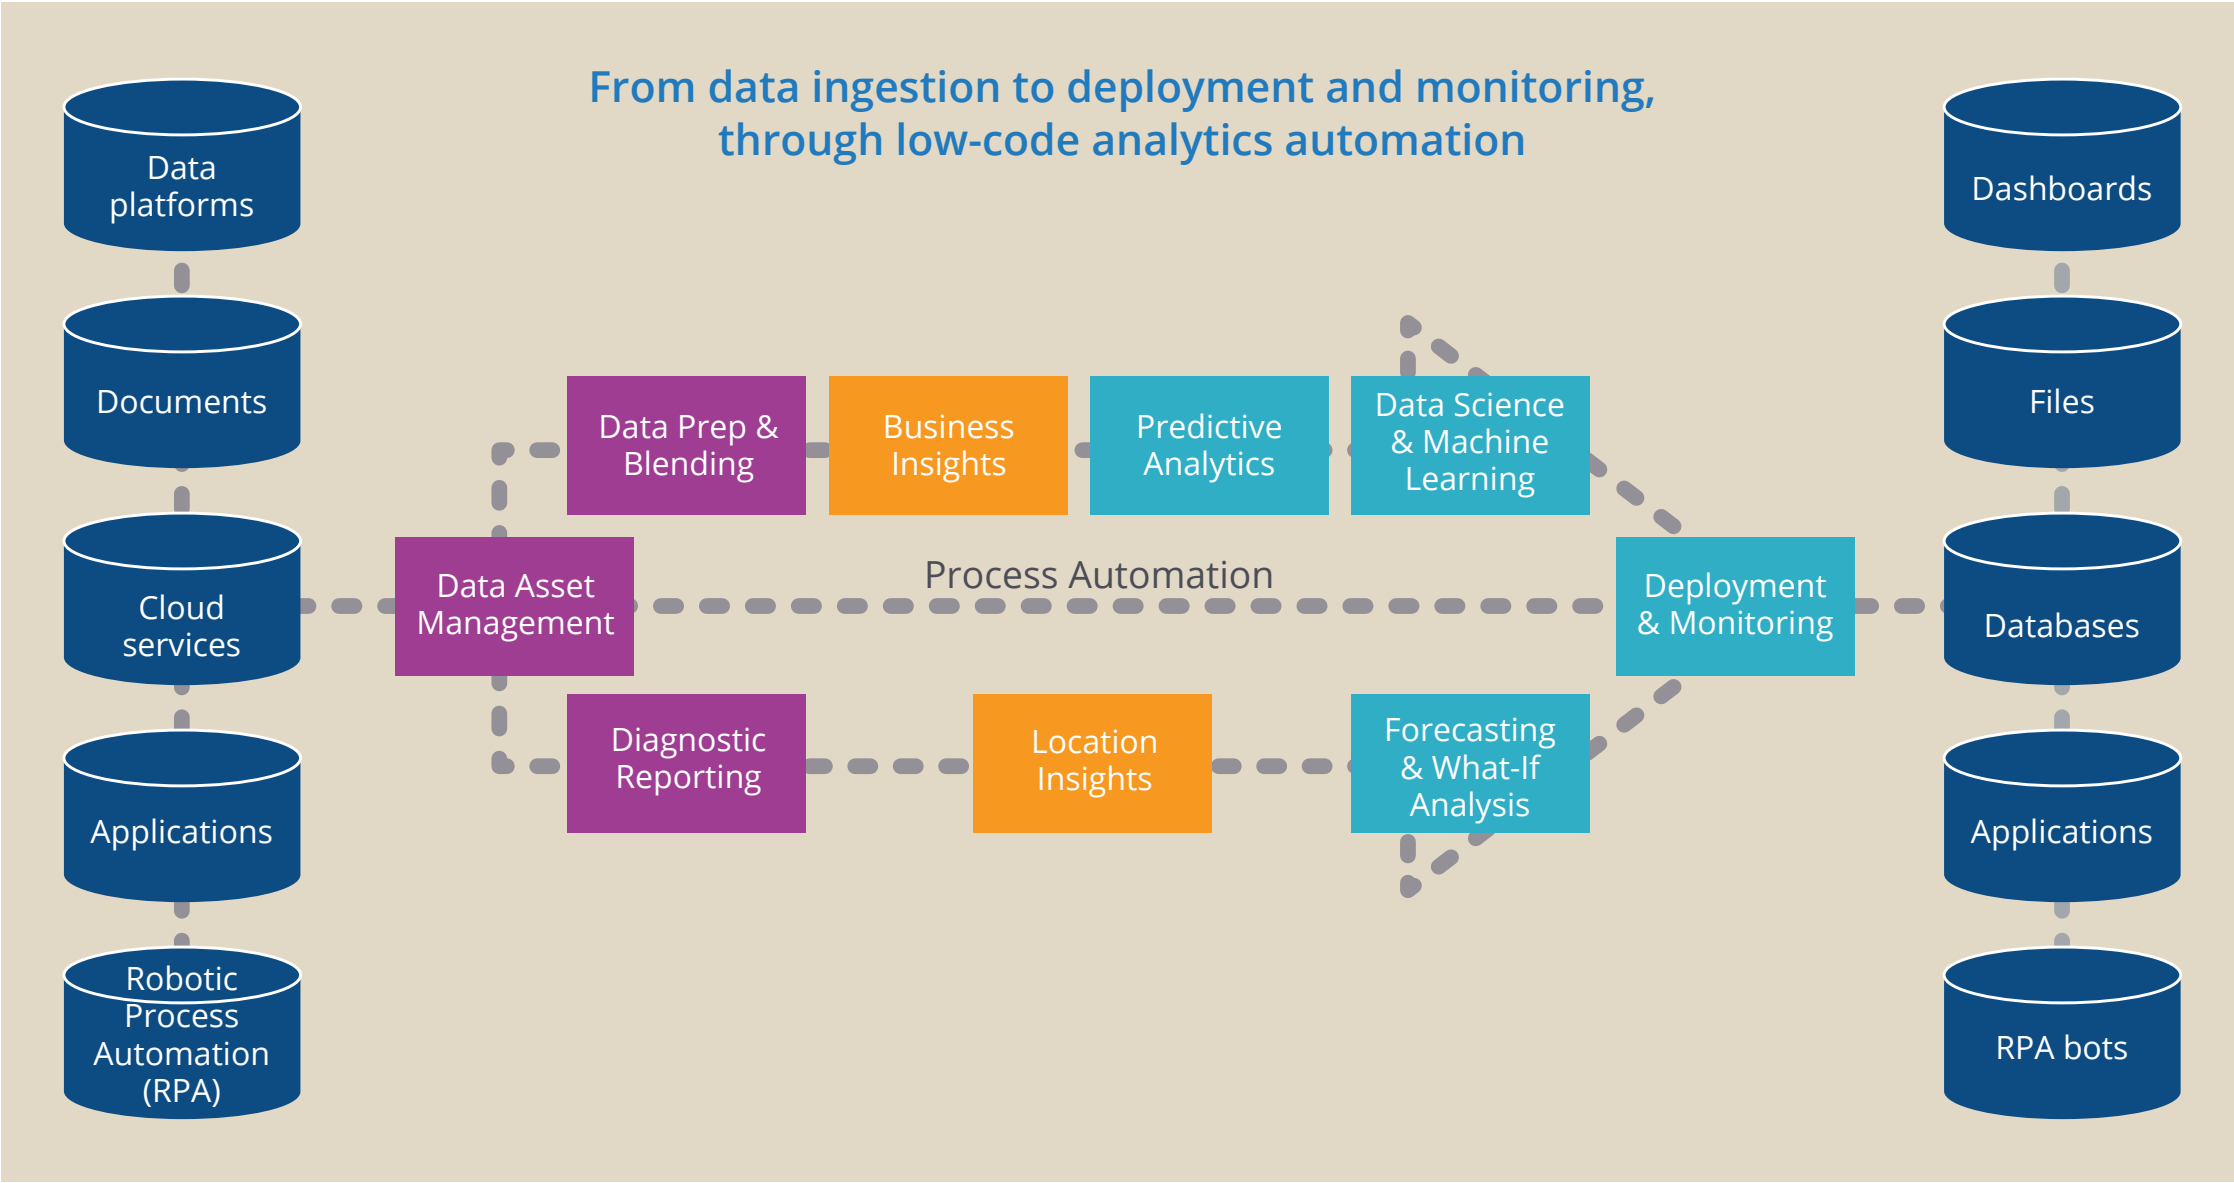 From data ingestion to deployment and monitoring,
through low-code analytics automation
Data
platforms
Documents
Cloud
services
Applications
Robotic
Process
Automation
(RPA)
Data Asset
Management
Data Prep &
Blending
Business
Insights
Predictive
Analytics
Data Science
& Machine
Learning
Process Automation
Diagnostic
Reporting
Location
Insights
Forecasting
& What-If
Analysis
Deployment
& Monitoring
Dashboards
Files
Databases
Applications
RPA bots